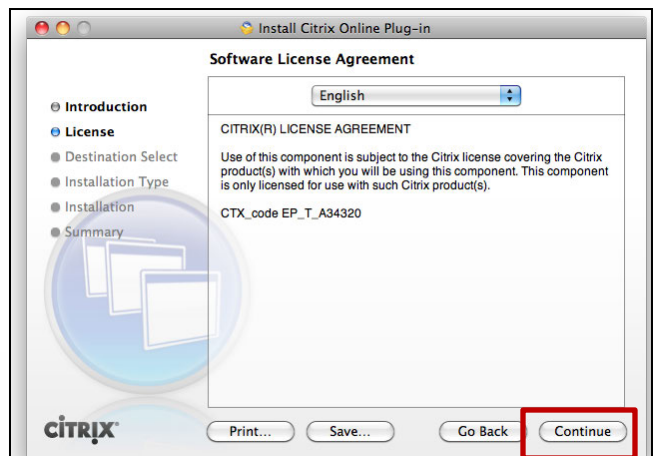 Install Citrix Online Plug-in
Software License Agreement
Introduction
License
Destination Select
Installation Type
Installation
Summary
English
CITRIX(R) LICENSE AGREEMENT
Use of this component is subject to the Citrix license covering the Citrix
product(s) with which you will be using this component. This component
is only licensed for use with such Citrix product(s).
CTX_code EP_T_A34320
CITRIX®
Print... Save... Go Back Continue